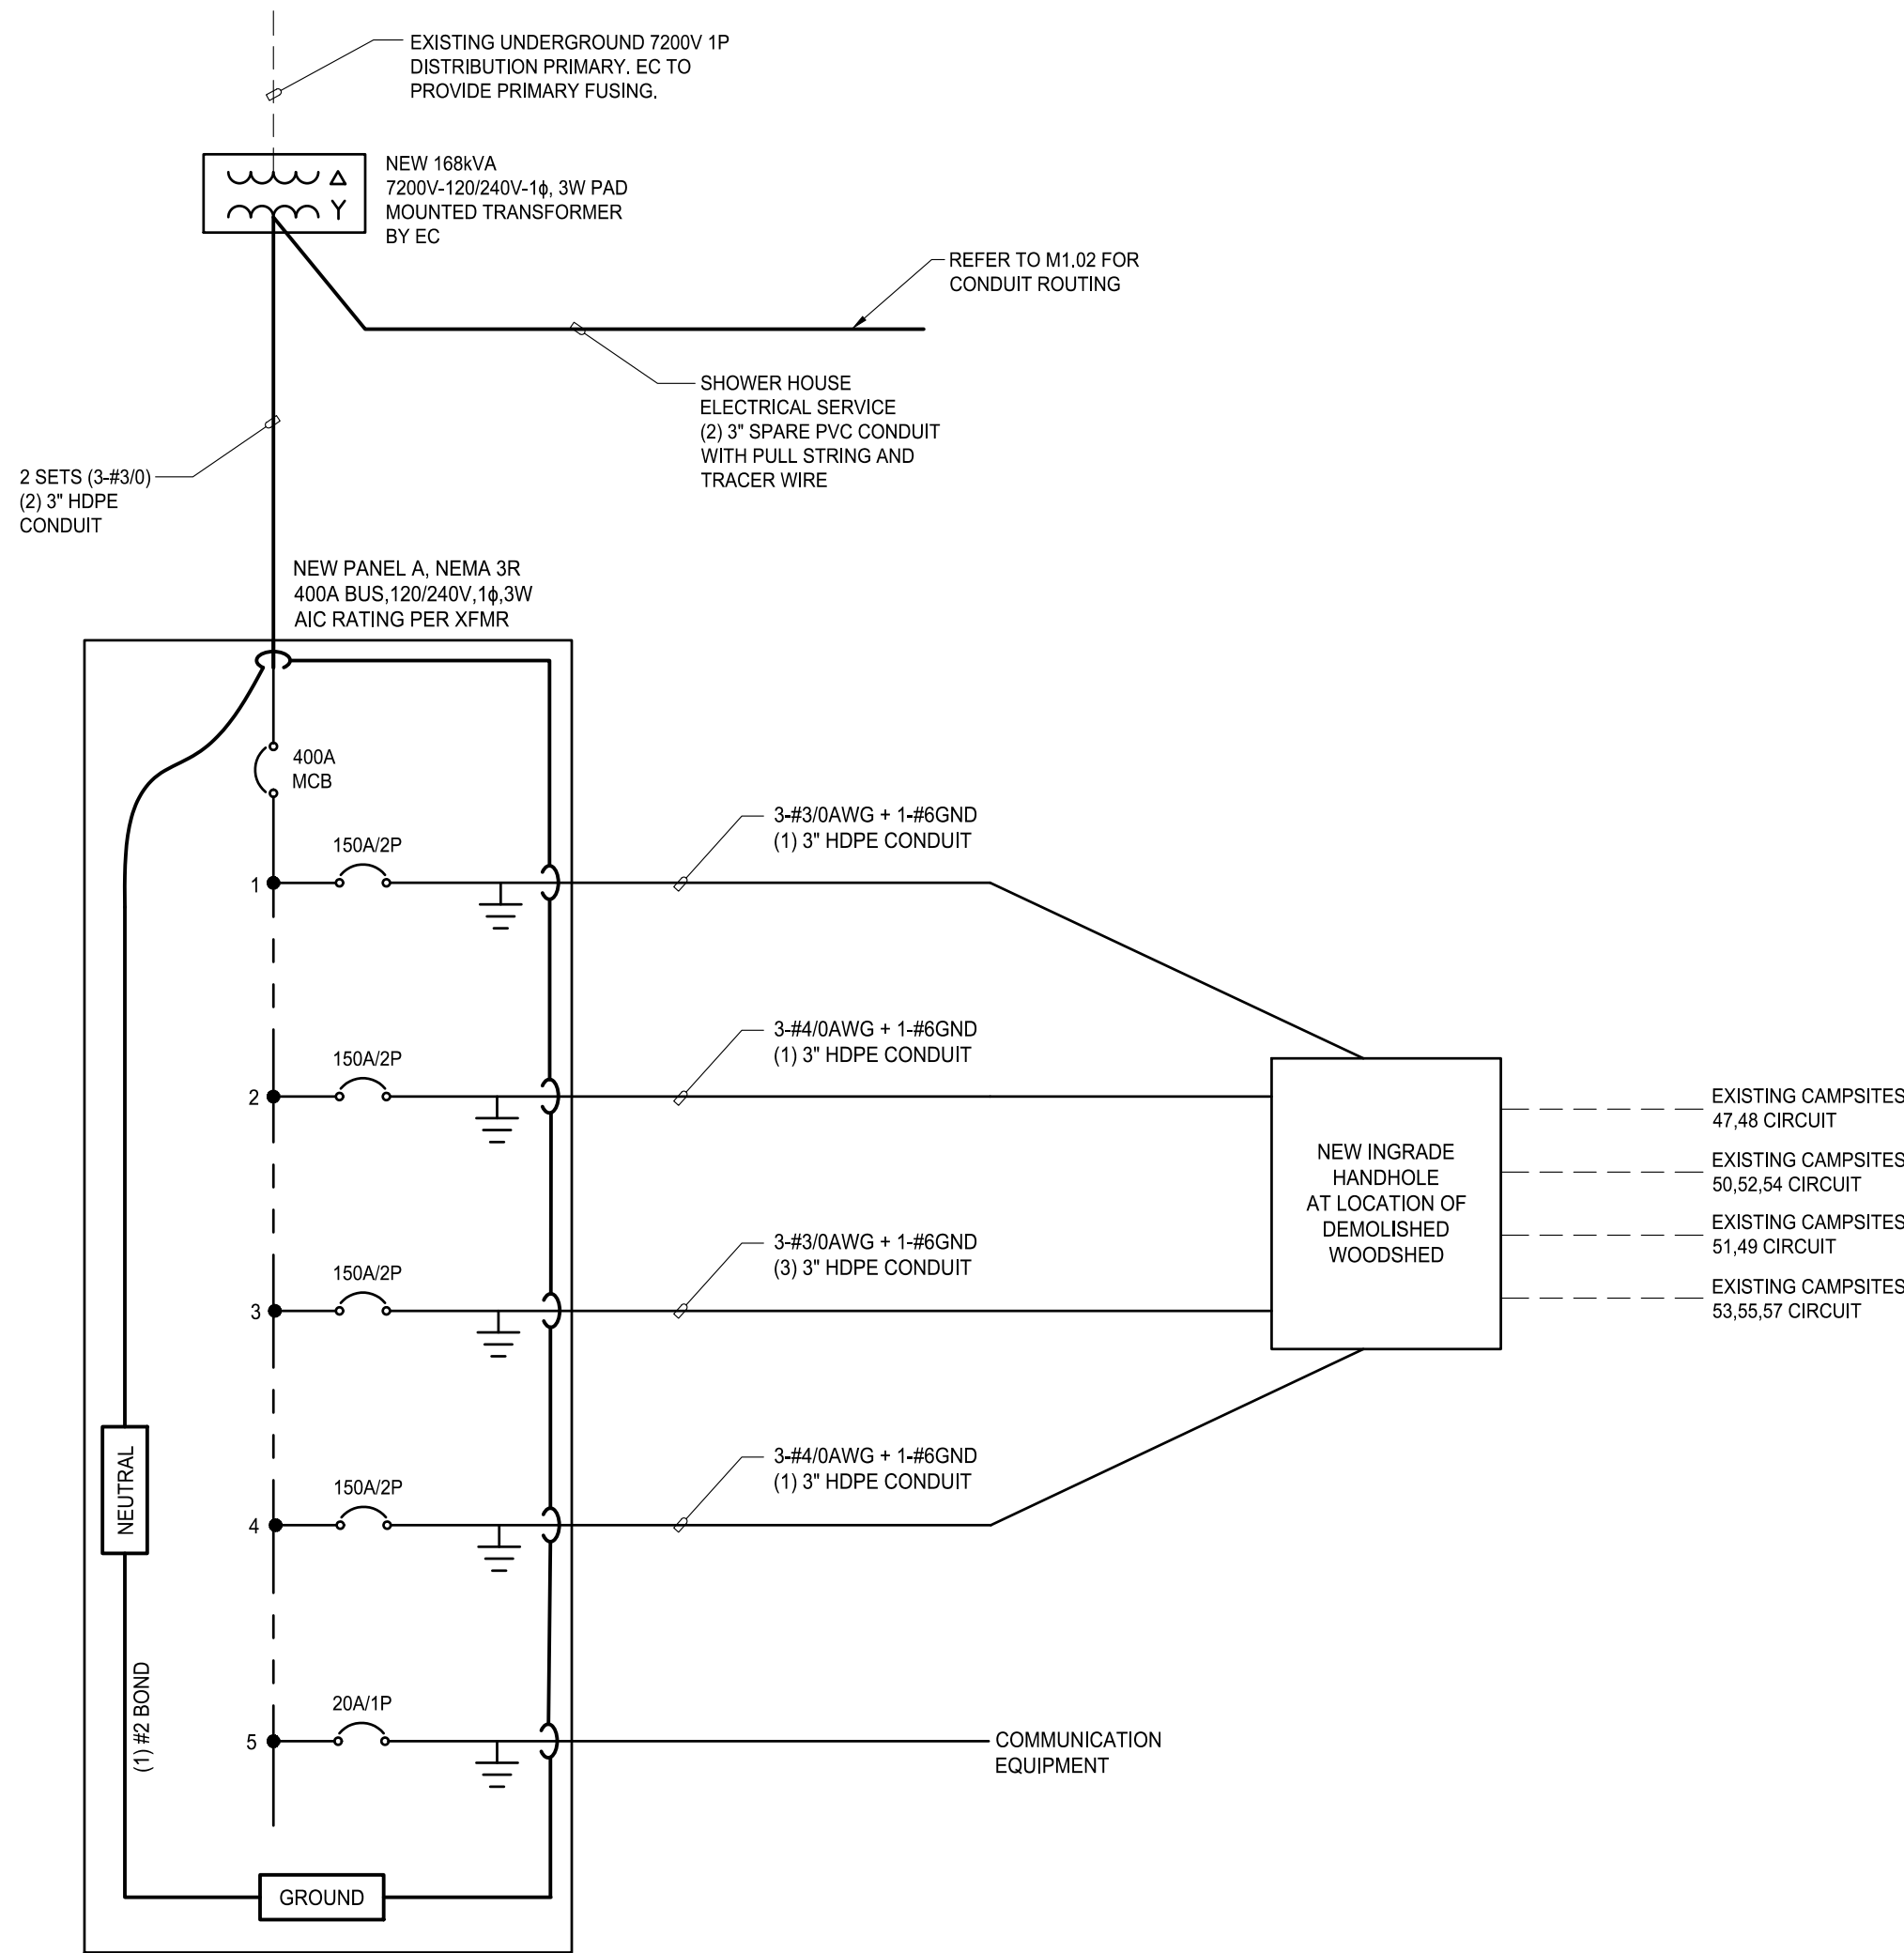 EXISTING UNDERGROUND 7200V 1P
DISTRIBUTION PRIMARY. EC TO
PROVIDE PRIMARY FUSING.
NEW 168kVA
7200V-120/240V-1ϕ, 3W PAD
MOUNTED TRANSFORMER
BY EC
REFER TO M1.02 FOR
CONDUIT ROUTING
SHOWER HOUSE
ELECTRICAL SERVICE
(2) 3" SPARE PVC CONDUIT
WITH PULL STRING AND
TRACER WIRE
2 SETS (3-#3/0)
(2) 3" HDPE
CONDUIT
NEW PANEL A, NEMA 3R
400A BUS,120/240V,1ϕ,3W
AIC RATING PER XFMR
400A
MCB
150A/2P
1
3-#3/0AWG + 1-#6GND
(1) 3" HDPE CONDUIT
150A/2P
2
3-#4/0AWG + 1-#6GND
(1) 3" HDPE CONDUIT
150A/2P
3
3-#3/0AWG + 1-#6GND
(3) 3" HDPE CONDUIT
150A/2P
4
3-#4/0AWG + 1-#6GND
(1) 3" HDPE CONDUIT
20A/1P
5
COMMUNICATION
EQUIPMENT
NEW INGRADE
HANDHOLE
AT LOCATION OF
DEMOLISHED
WOODSHED
EXISTING CAMPSITES
47,48 CIRCUIT
EXISTING CAMPSITES
50,52,54 CIRCUIT
EXISTING CAMPSITES
51,49 CIRCUIT
EXISTING CAMPSITES
53,55,57 CIRCUIT
NEUTRAL
(1) #2 BOND
GROUND